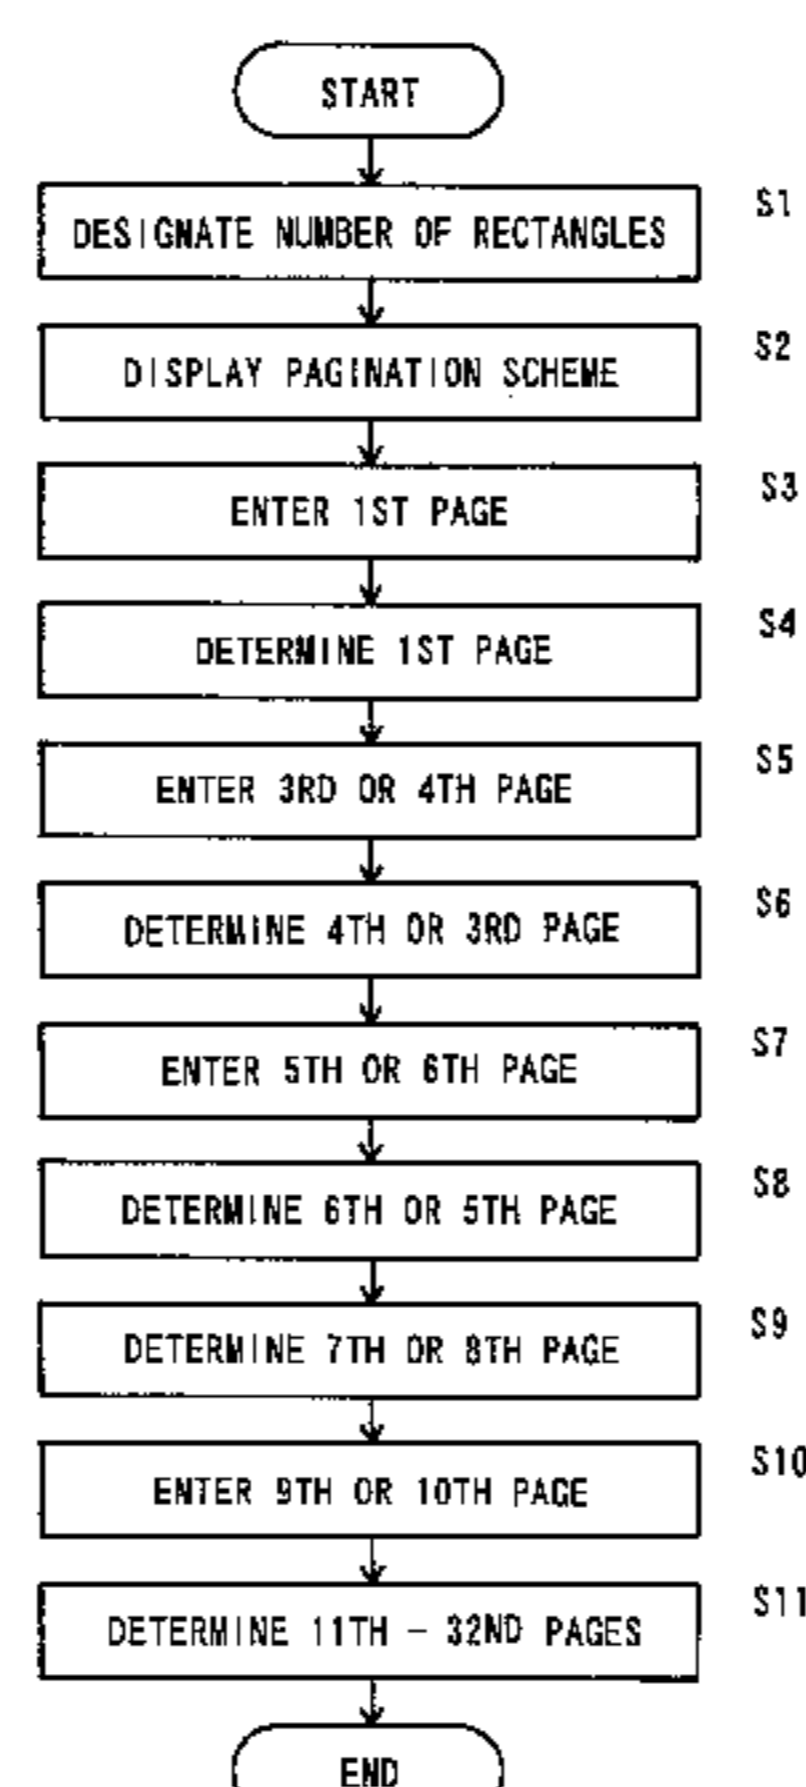 START
DESIGNATE NUMBER OF RECTANGLES S1
DISPLAY PAGINATION SCHEME S2
ENTER 1ST PAGE S3
DETERMINE 1ST PAGE S4
ENTER 3RD OR 4TH PAGE S5
DETERMINE 4TH OR 3RD PAGE S6
ENTER 5TH OR 6TH PAGE S7
DETERMINE 6TH OR 5TH PAGE S8
DETERMINE 7TH OR 8TH PAGE S9
ENTER 9TH OR 10TH PAGE S10
DETERMINE 11TH - 32ND PAGES S11
END